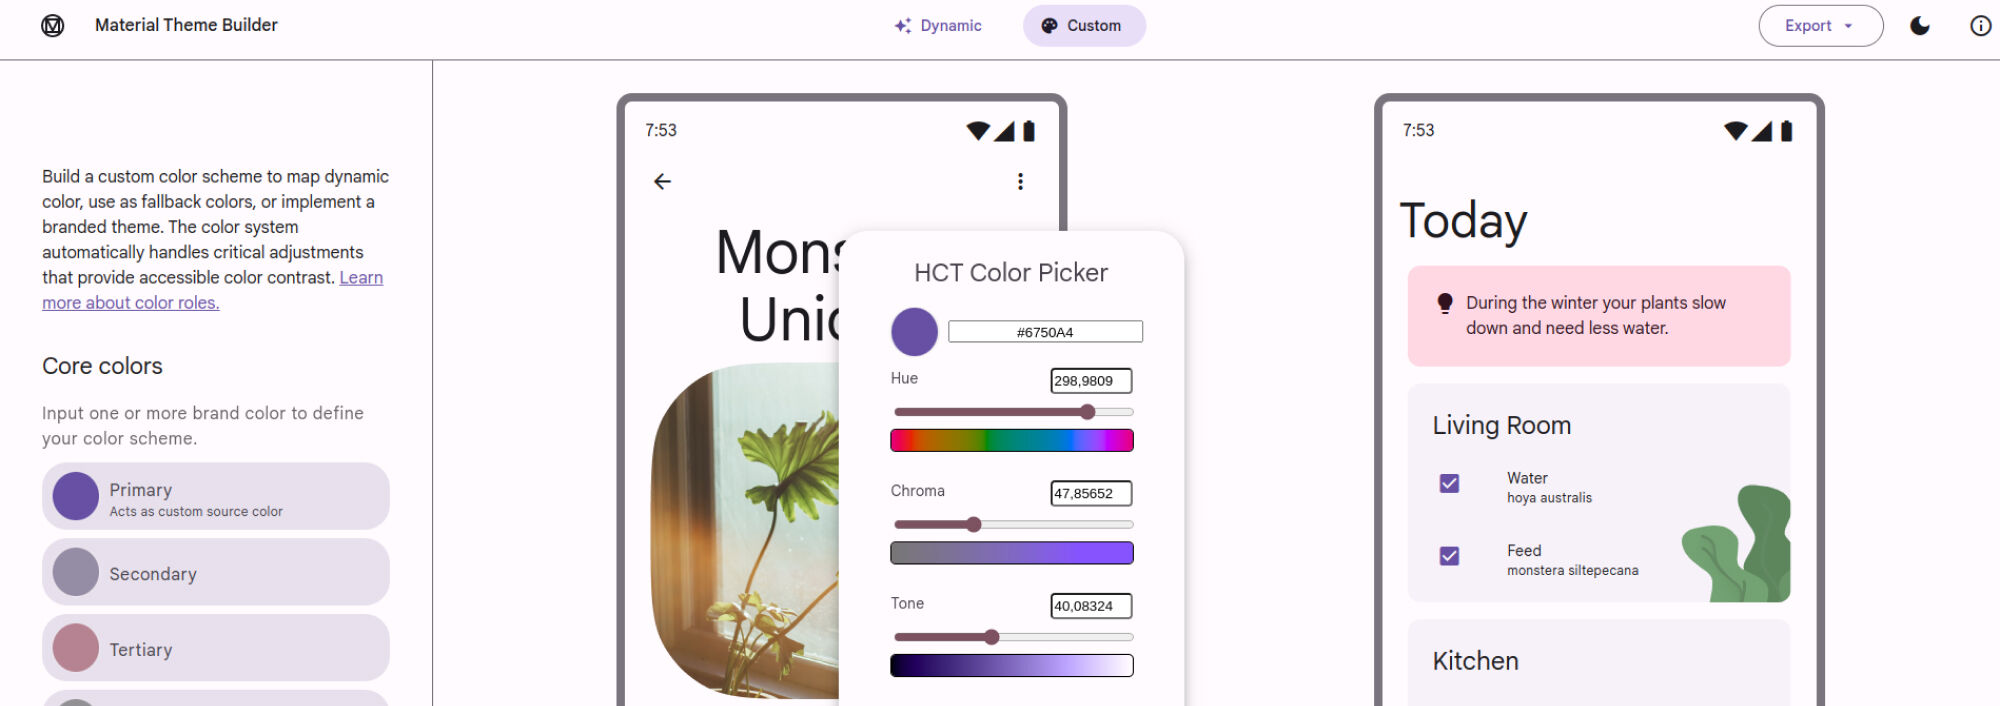 Material Theme Builder
Dynamic
Custom
Export
Build a custom color scheme to map dynamic
color, use as fallback colors, or implement a
branded theme. The color system
automatically handles critical adjustments
that provide accessible color contrast. Learn
more about color roles.
Core colors
Input one or more brand color to define
your color scheme.
Primary
Acts as custom source color
Secondary
Tertiary
7:53
Mons
Unic
HCT Color Picker
#6750A4
Hue
298,9809
Chroma
47,85652
Tone
40,08324
7:53
Today
During the winter your plants slow
down and need less water.
Living Room
Water
hoya australis
Feed
monstera siltepecana
Kitchen